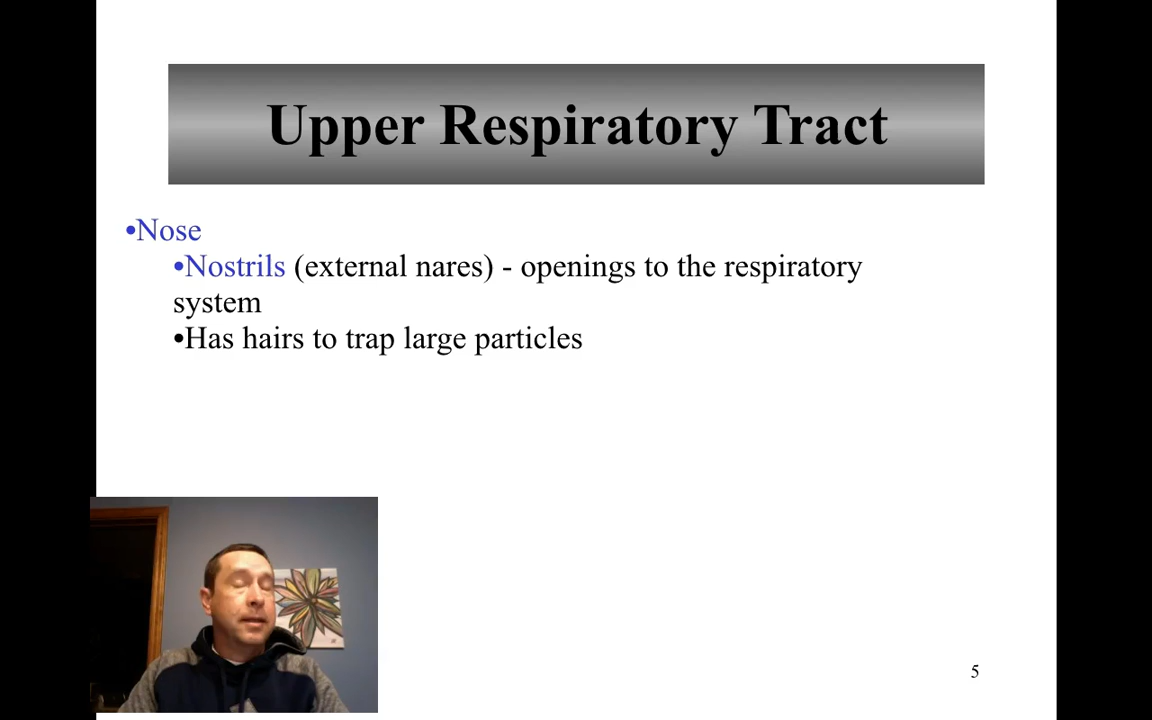 Upper Respiratory Tract
•Nose
•Nostrils (external nares) - openings to the respiratory
system
•Has hairs to trap large particles
5